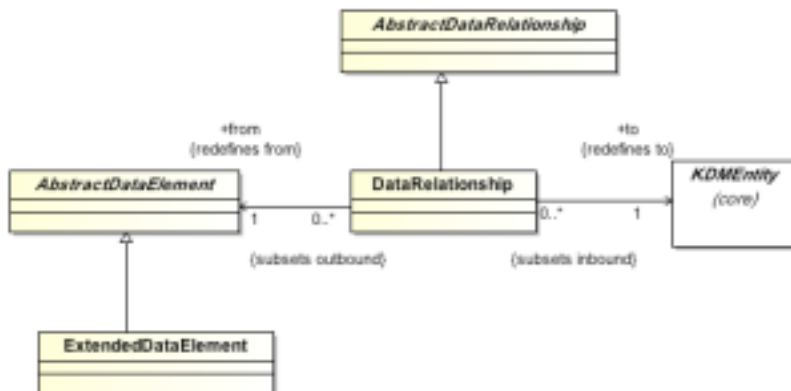 AbstractDataRelationship
+from
{redefines from}
+to
{redefines to}
AbstractDataElement
DataRelationship
KDMEntity
(core)
1
0..*
0..*
1
{subsets outbound}
{subsets inbound}
ExtendedDataElement